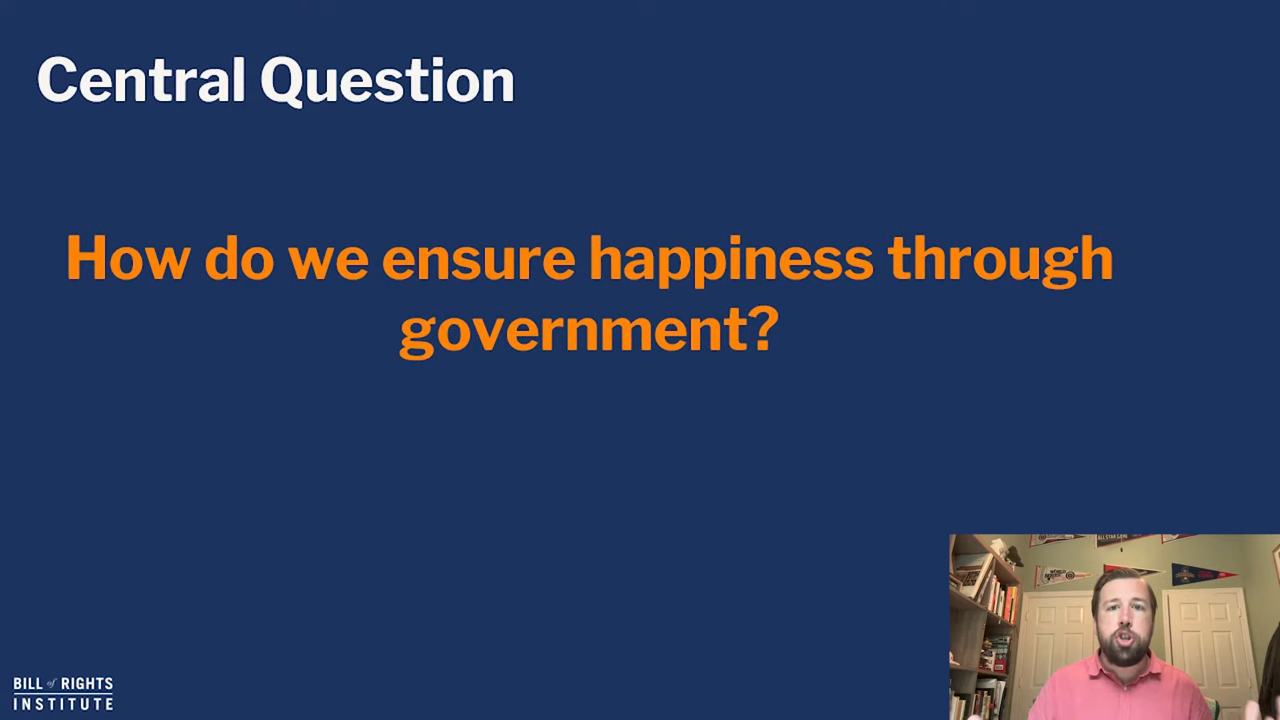 Central Question
How do we ensure happiness through
government?
BILL of RIGHTS
INSTITUTE